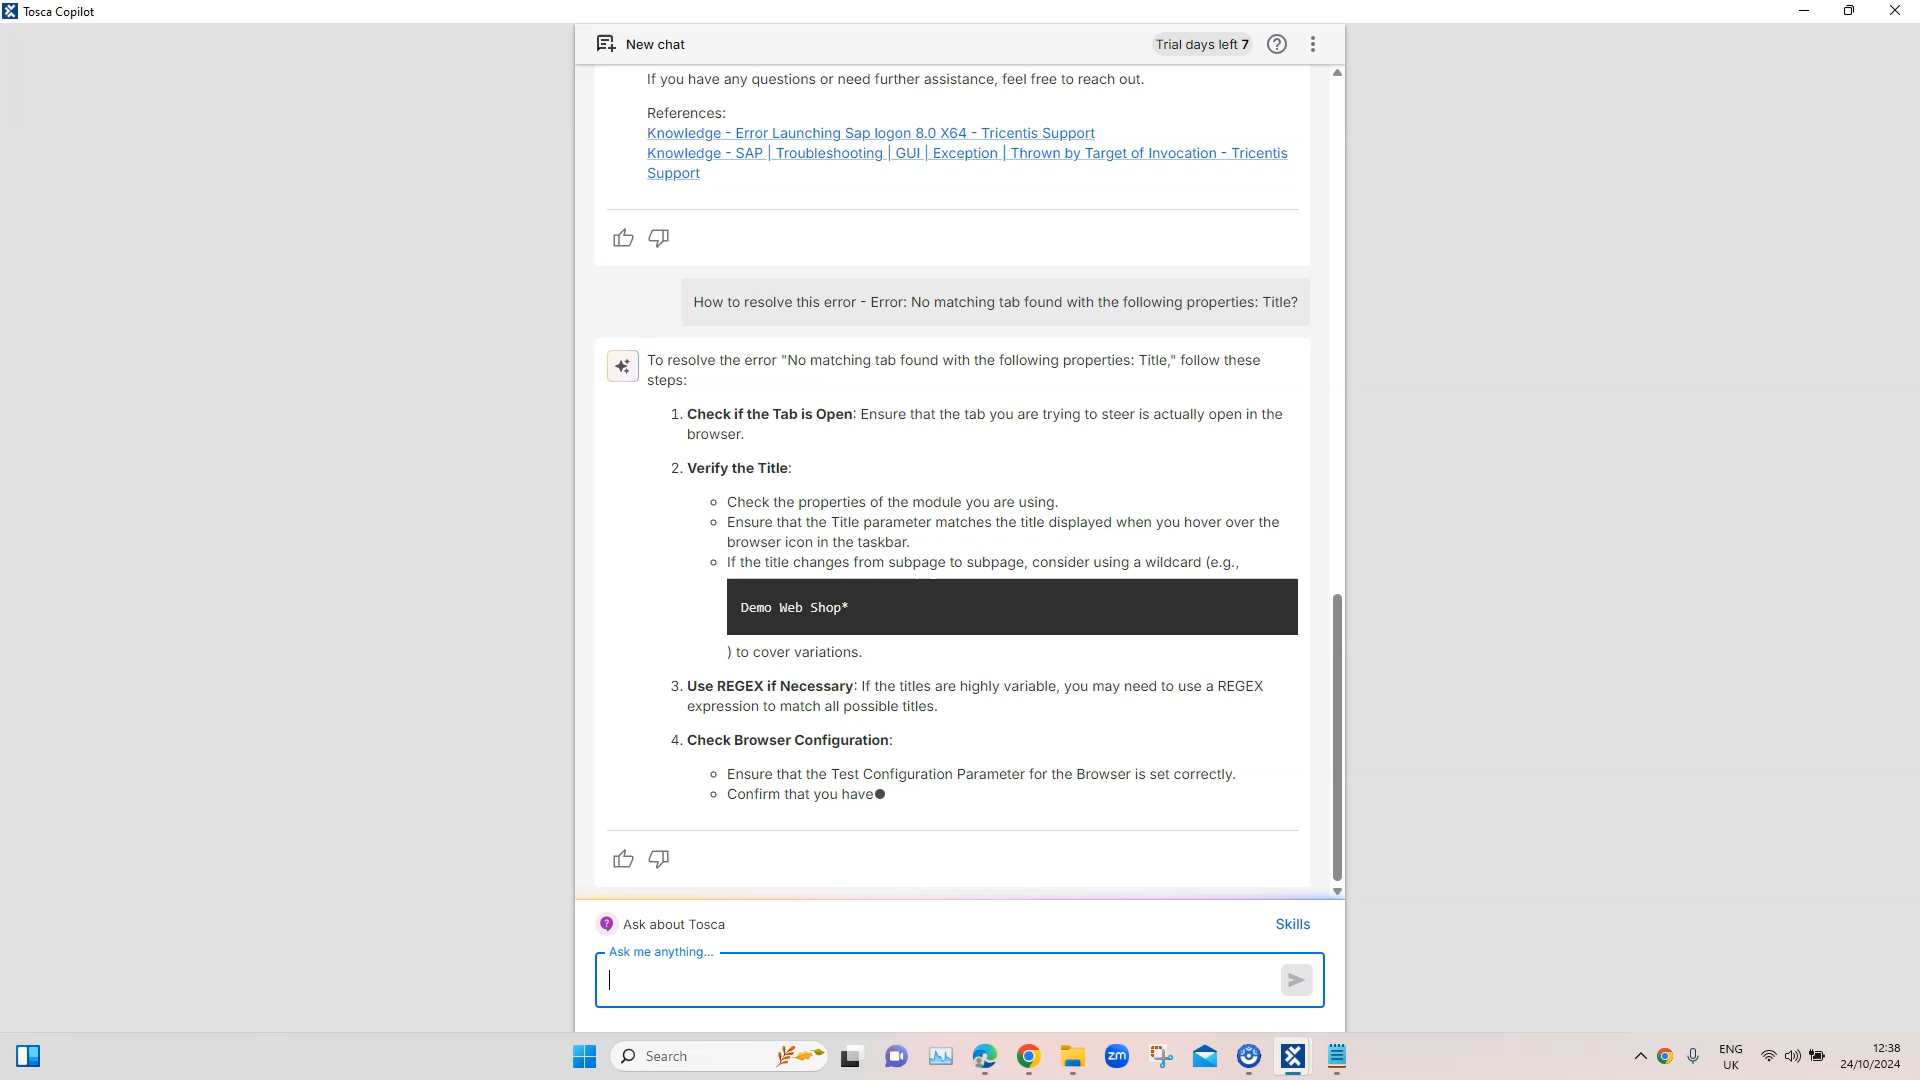 Tosca Copilot
New chat
Trial days left 7
If you have any questions or need further assistance, feel free to reach out.
References:
Knowledge - Error Launching Sap logon 8.0 X64 - Tricentis Support
Knowledge - SAP | Troubleshooting | GUI | Exception | Thrown by Target of Invocation - Tricentis
Support
How to resolve this error - Error: No matching tab found with the following properties: Title?
To resolve the error "No matching tab found with the following properties: Title," follow these
steps:
1. Check if the Tab is Open: Ensure that the tab you are trying to steer is actually open in the
browser.
2. Verify the Title:
Check the properties of the module you are using.
Ensure that the Title parameter matches the title displayed when you hover over the
browser icon in the taskbar.
If the title changes from subpage to subpage, consider using a wildcard (e.g.,
Demo Web Shop*
) to cover variations.
3. Use REGEX if Necessary: If the titles are highly variable, you may need to use a REGEX
expression to match all possible titles.
4. Check Browser Configuration:
Ensure that the Test Configuration Parameter for the Browser is set correctly.
Confirm that you have
Ask about Tosca
Skills
Ask me anything...
Search
zm
ENG
UK
12:38
24/10/2024